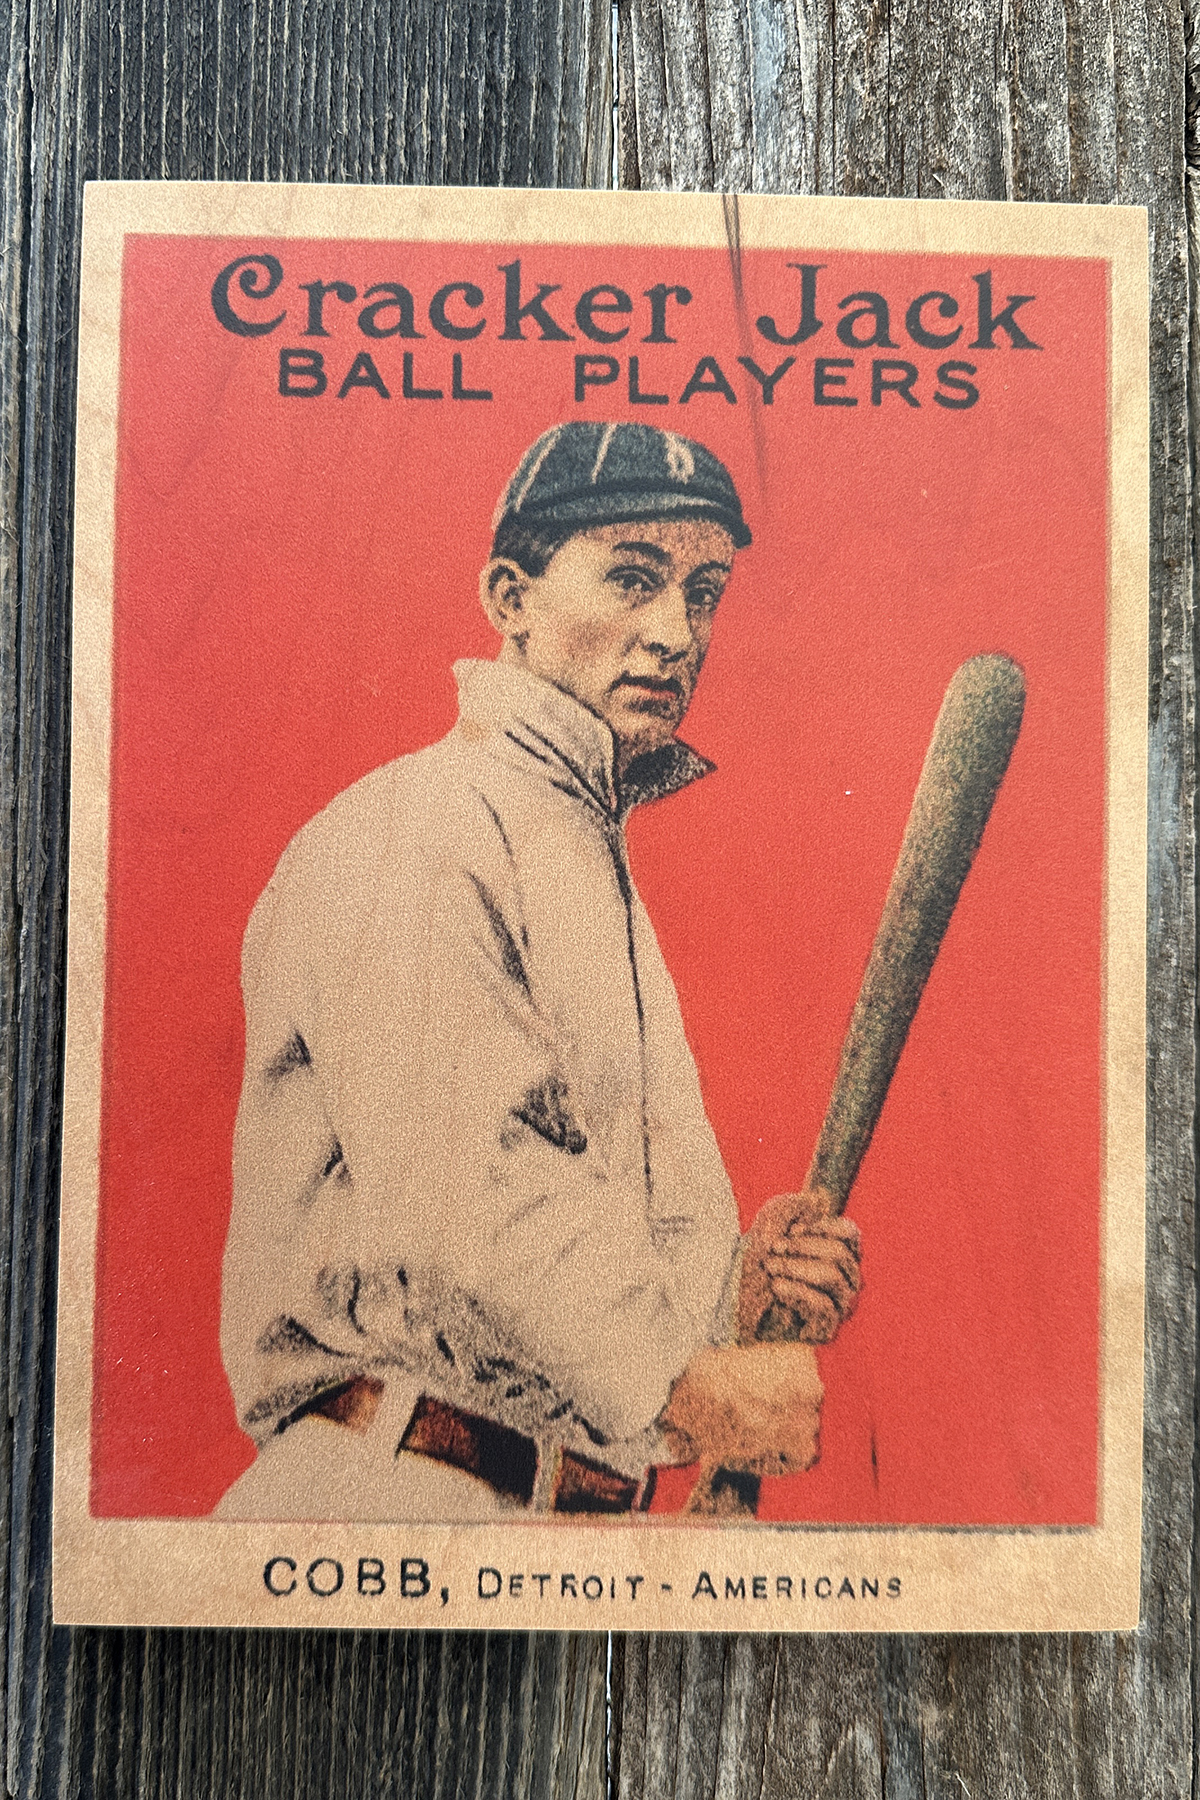 Cracker Jack
BALL PLAYERS
COBB, DETROIT - AMERICANS